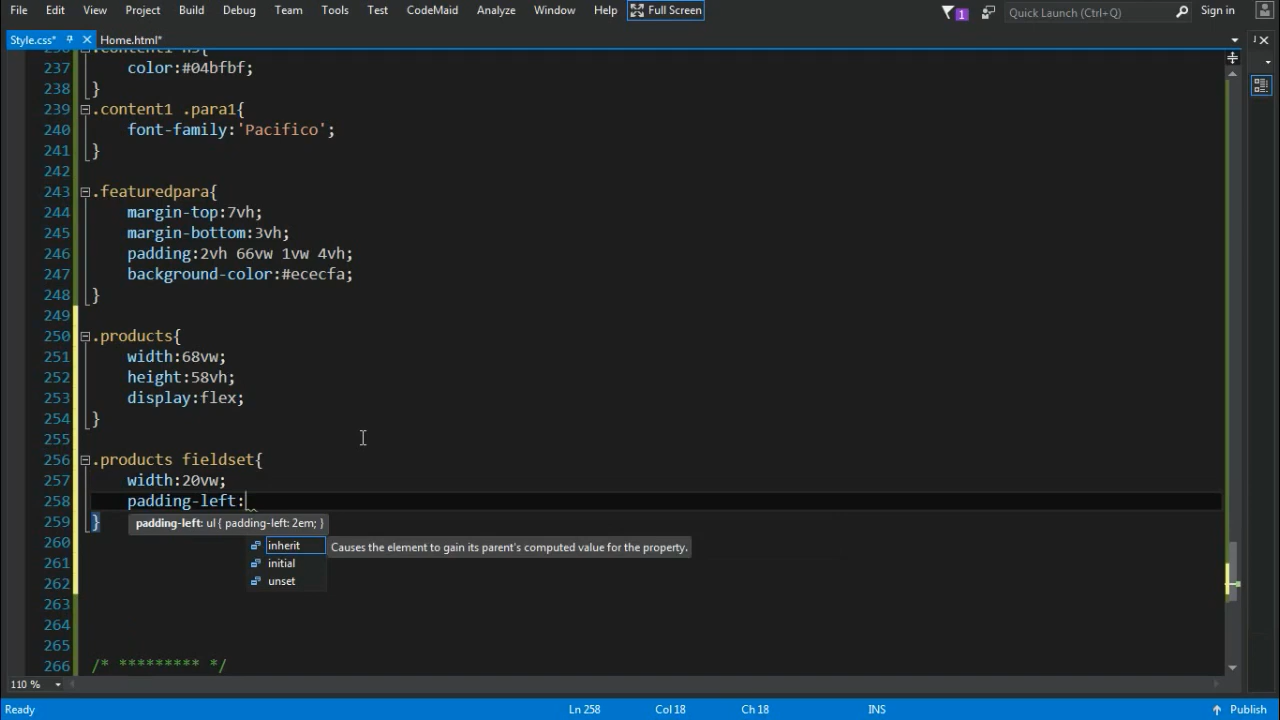 File Edit View Project Build Debug Team Tools Test CodeMaid Analyze Window Help Full Screen 1 Quick Launch (Ctrl+Q) Sign in
Style.css* Home.html*
237 color:#04bfbf;
238 }
239 .content1 .para1{
240 font-family:'Pacifico';
241 }
242
243 .featuredpara{
244 margin-top:7vh;
245 margin-bottom:3vh;
246 padding:2vh 66vw 1vw 4vh;
247 background-color:#ececfa;
248 }
249
250 .products{
251 width:68vw;
252 height:58vh;
253 display:flex;
254 }
255
256 .products fieldset{
257 width:20vw;
258 padding-left:
259 } padding-left: ul { padding-left: 2em; }
260 inherit Causes the element to gain its parent's computed value for the property.
261 initial
262 unset
263
264
265
266 /* ********* */
110 %
Ready Ln 258 Col 18 Ch 18 INS Publish